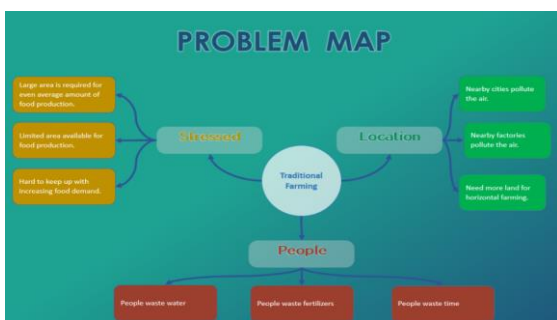 PROBLEM MAP
Large area is required for
even average amount of
food production.
Limited area available for
food production.
Hard to keep up with
increasing food demand.
Stressed
Traditional
Farming
Location
Nearby cities pollute
the air.
Nearby factories
pollute the air.
Need more land for
horizontal farming.
People
People waste water
People waste fertilizers
People waste time